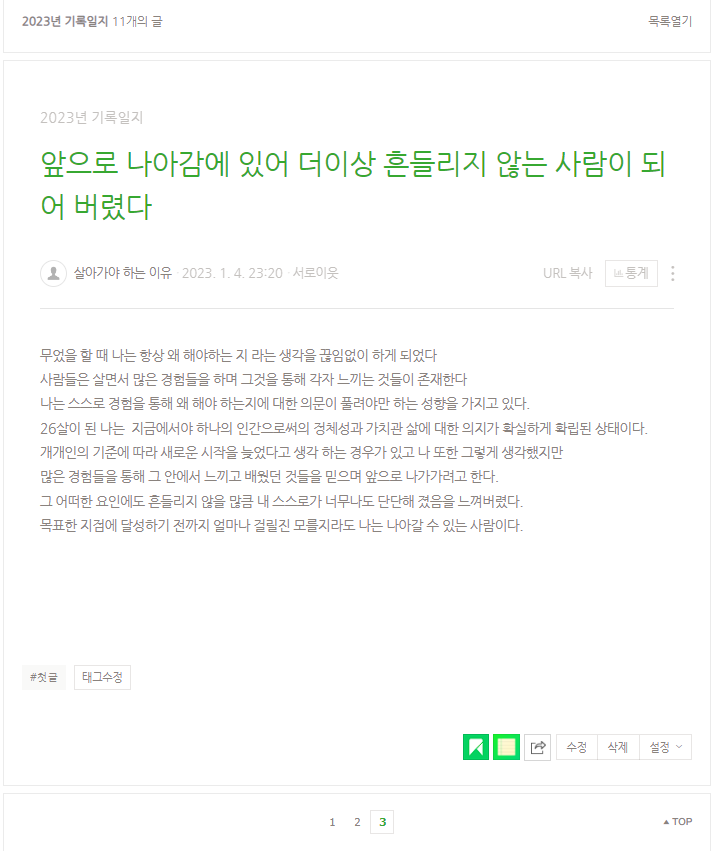 2023년 기록일지 11개의 글
목록열기
2023년 기록일지
앞으로 나아감에 있어 더이상 흔들리지 않는 사람이 되
어 버렸다
살아가야 하는 이유 · 2023. 1. 4. 23:20 · 서로이웃
URL 복사 통계
무엇을 할 때 나는 항상 왜 해야하는 지 라는 생각을 끊임없이 하게 되었다
사람들은 살면서 많은 경험들을 하며 그것을 통해 각자 느끼는 것들이 존재한다
나는 스스로 경험을 통해 왜 해야 하는지에 대한 의문이 풀려야만 하는 성향을 가지고 있다.
26살이 된 나는 지금에서야 하나의 인간으로써의 정체성과 가치관 삶에 대한 의지가 확실하게 확립된 상태이다.
개개인의 기준에 따라 새로운 시작을 늦었다고 생각 하는 경우가 있고 나 또한 그렇게 생각했지만
많은 경험들을 통해 그 안에서 느끼고 배웠던 것들을 믿으며 앞으로 나가가려고 한다.
그 어떠한 요인에도 흔들리지 않을 많큼 내 스스로가 너무나도 단단해 졌음을 느껴버렸다.
목표한 지점에 달성하기 전까지 얼마나 걸릴진 모를지라도 나는 나아갈 수 있는 사람이다.
#첫글 태그수정
수정 삭제 설정
1 2 3
TOP